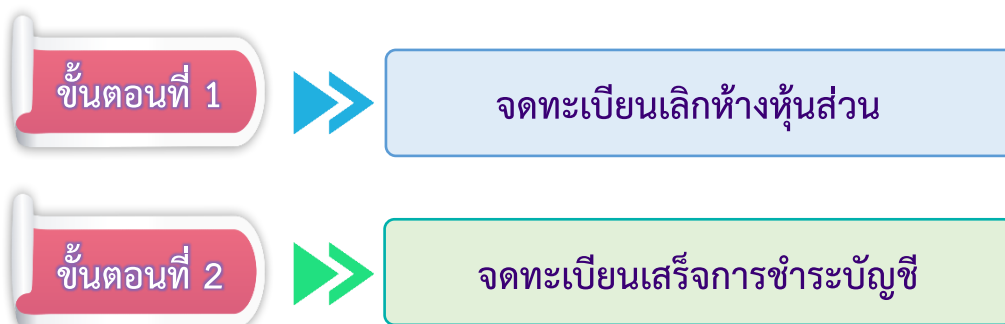 ขั้นตอนที่ 1
จดทะเบียนเลิกห้างหุ้นส่วน
ขั้นตอนที่ 2
จดทะเบียนเสร็จการชำระบัญชี